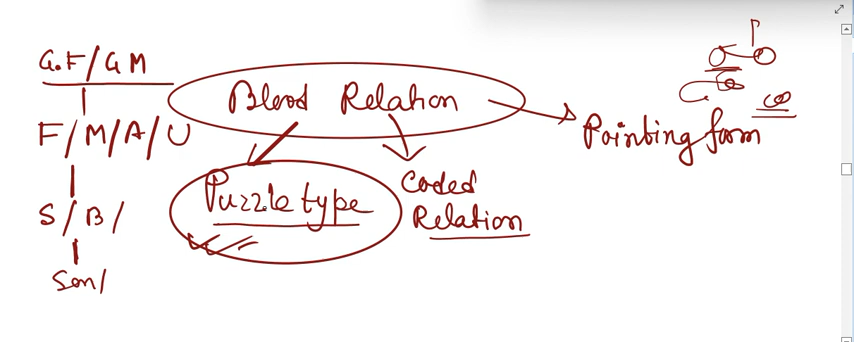 G.F/GM
Blood Relation
F/M/A/U
Pointing form
Puzzle type
Coded
Relation
S/B/
Son/